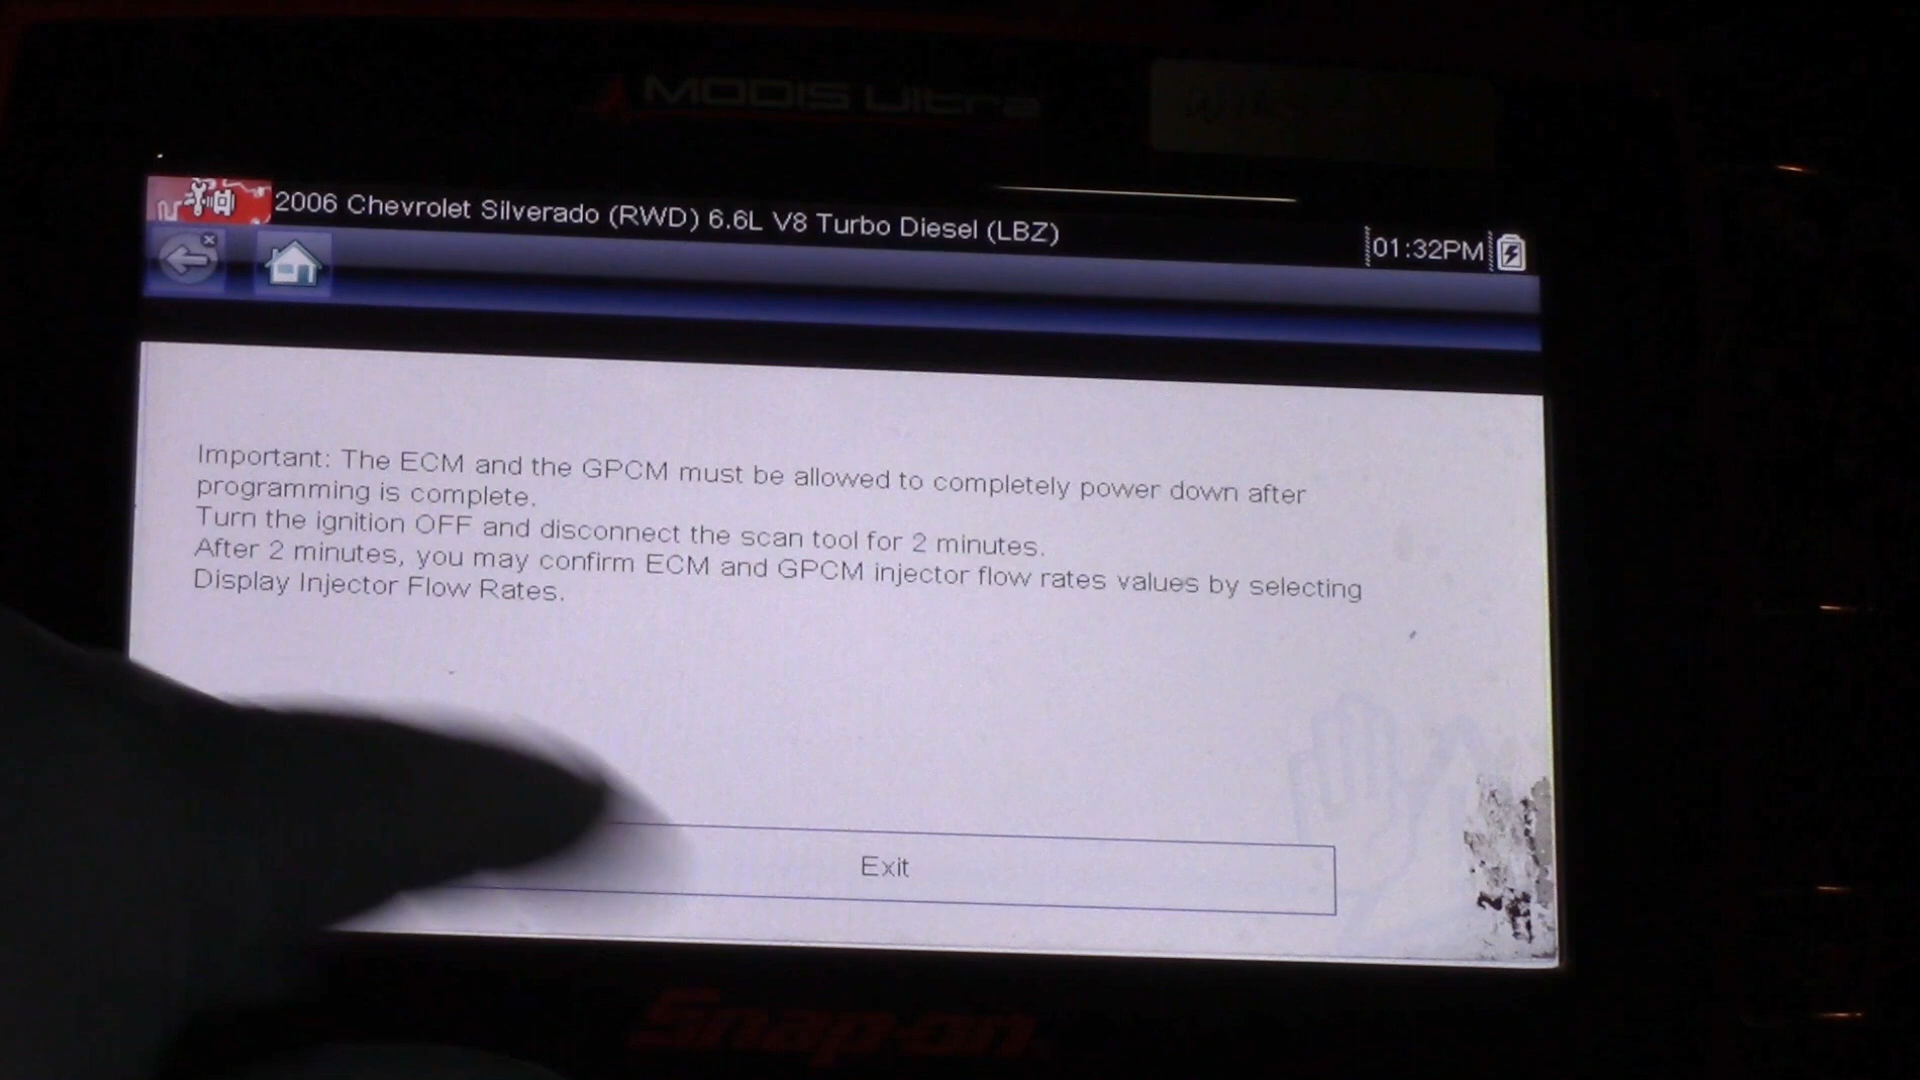 MODIS Ultra
2006 Chevrolet Silverado (RWD) 6.6L V8 Turbo Diesel (LBZ)
01:32PM
Important: The ECM and the GPCM must be allowed to completely power down after
programming is complete.
Turn the ignition OFF and disconnect the scan tool for 2 minutes.
After 2 minutes, you may confirm ECM and GPCM injector flow rates values by selecting
Display Injector Flow Rates.
Exit
Snap-on